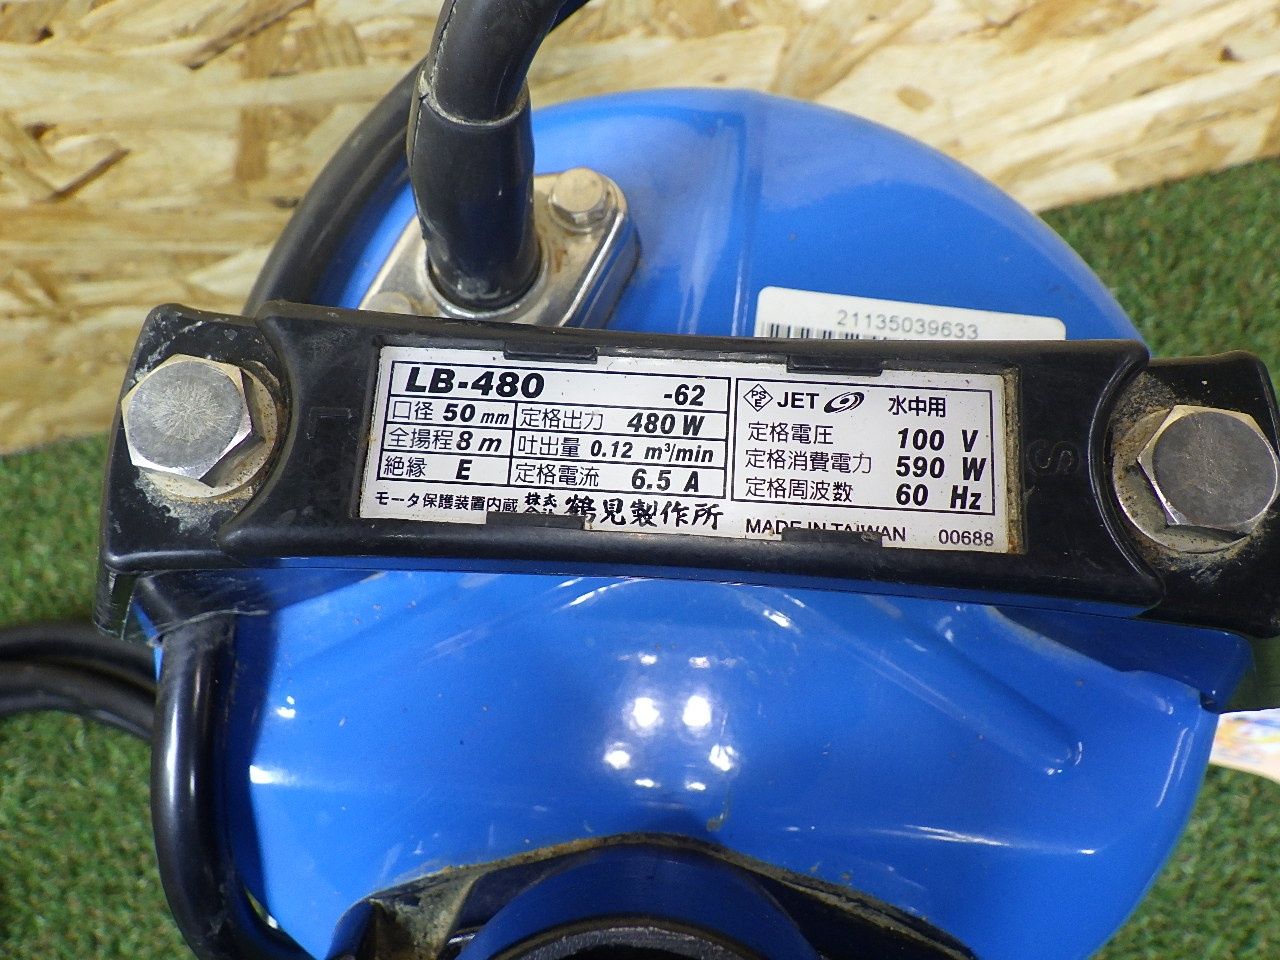 21135039633
LB-480 -62
口径 50 mm 定格出力 480 W
全揚程 8 m 吐出量 0.12 m³/min
絶縁 E 定格電流 6.5 A
PSE JET 水中用
定格電圧 100 V
定格消費電力 590 W
定格周波数 60 Hz
モータ保護装置内蔵 株式会社 鶴見製作所
MADE IN TAIWAN 00688
S